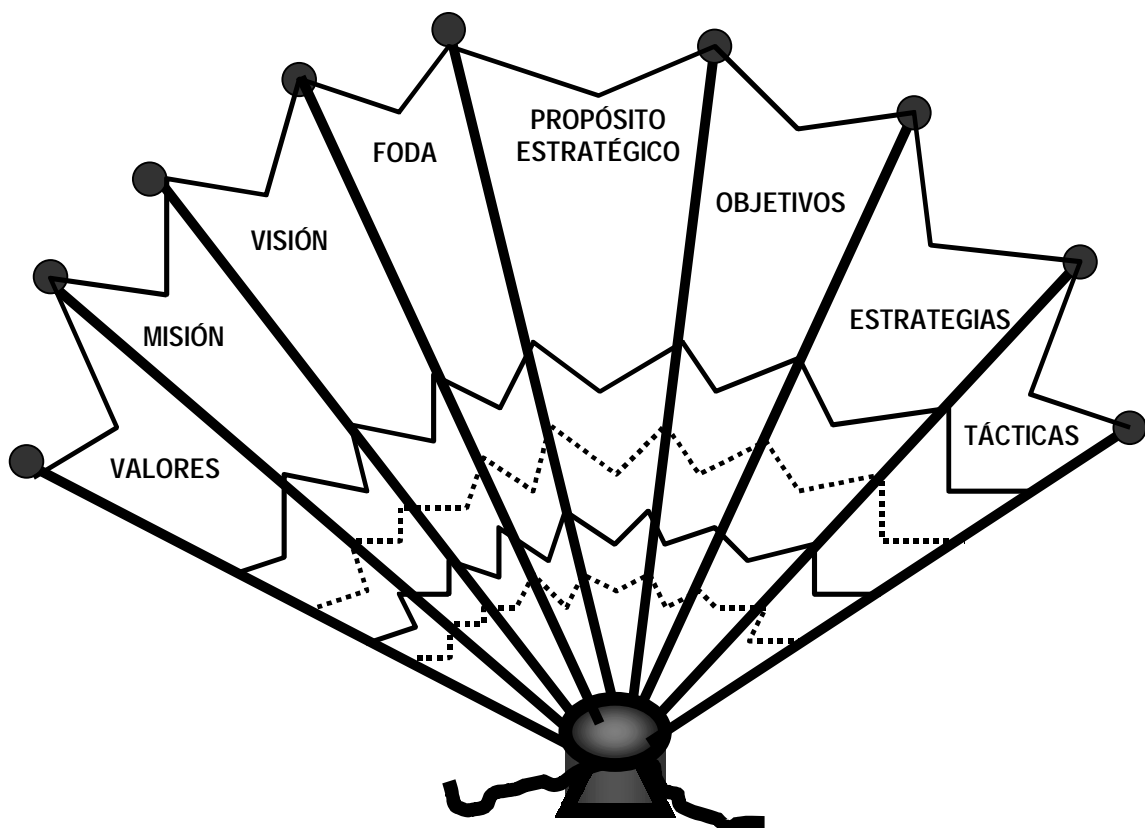 VALORES
MISIÓN
VISIÓN
FODA
PROPÓSITO
ESTRATÉGICO
OBJETIVOS
ESTRATEGIAS
TÁCTICAS